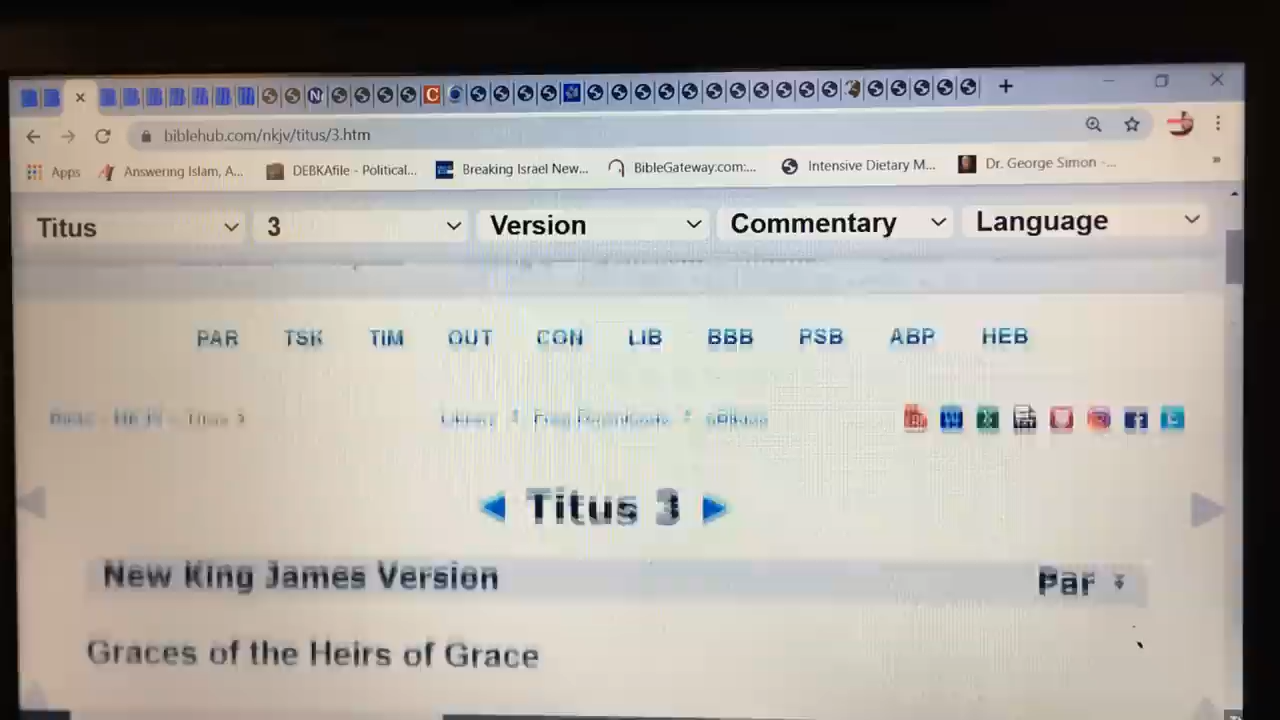 biblehub.com/nkjv/titus/3.htm
Apps Answering Islam, A... DEBKAfile - Political... Breaking Israel New... BibleGateway.com:... Intensive Dietary M... Dr. George Simon -... »
Titus 3 Version Commentary Language
PAR TSK TIM OUT CON LIB BBB PSB ABP HEB
Titus 3
New King James Version Par
Graces of the Heirs of Grace